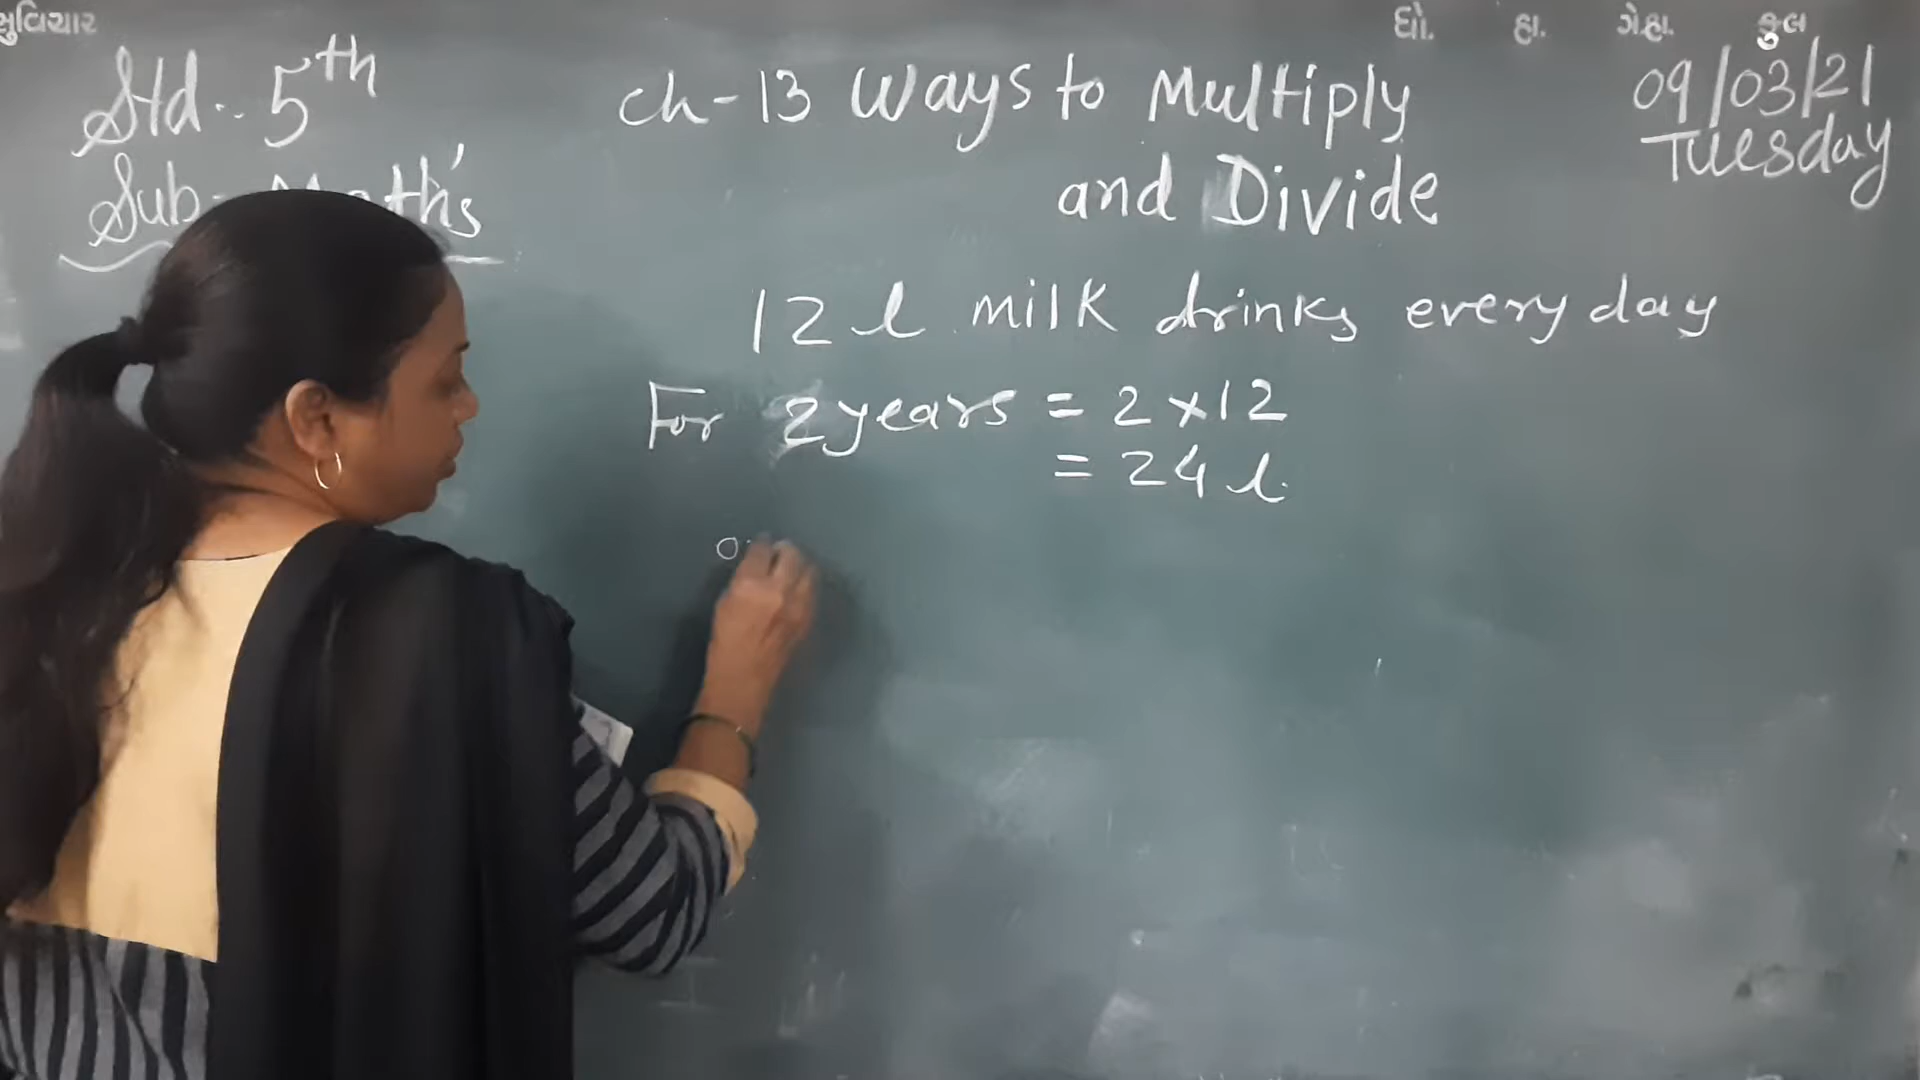 સુવિચાર
ધો. હા. ગે.હા. કુલ
Std.. 5th
Sub-
Ch-13 Ways to Multiply
and Divide
09/03/21
Tuesday
12 l milk drinks every day
For 2 years = 2 × 12
= 24 l.